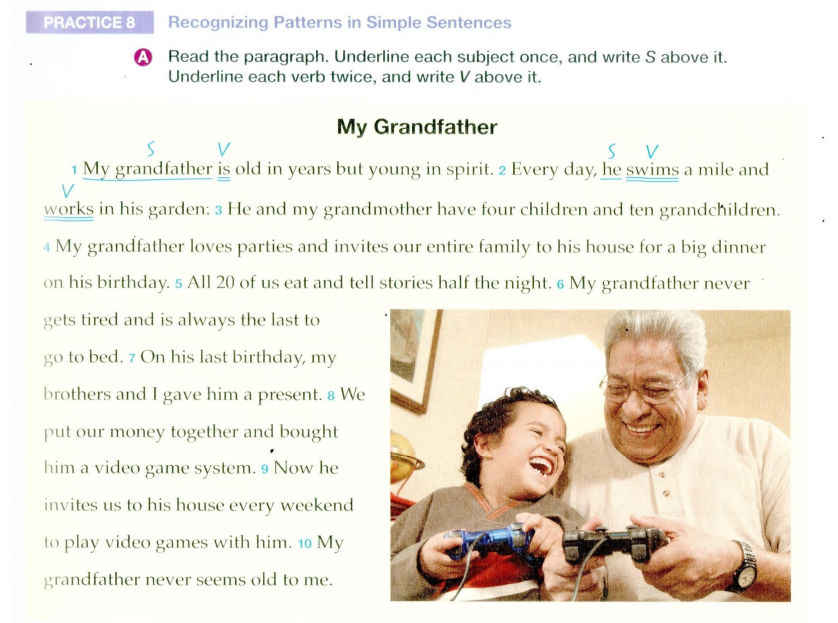 PRACTICE 8 Recognizing Patterns in Simple Sentences
A Read the paragraph. Underline each subject once, and write S above it.
Underline each verb twice, and write V above it.
My Grandfather
S V S V
1 My grandfather is old in years but young in spirit. 2 Every day, he swims a mile and
V
works in his garden. 3 He and my grandmother have four children and ten grandchildren.
4 My grandfather loves parties and invites our entire family to his house for a big dinner
on his birthday. 5 All 20 of us eat and tell stories half the night. 6 My grandfather never
gets tired and is always the last to
go to bed. 7 On his last birthday, my
brothers and I gave him a present. 8 We
put our money together and bought
him a video game system. 9 Now he
invites us to his house every weekend
to play video games with him. 10 My
grandfather never seems old to me.